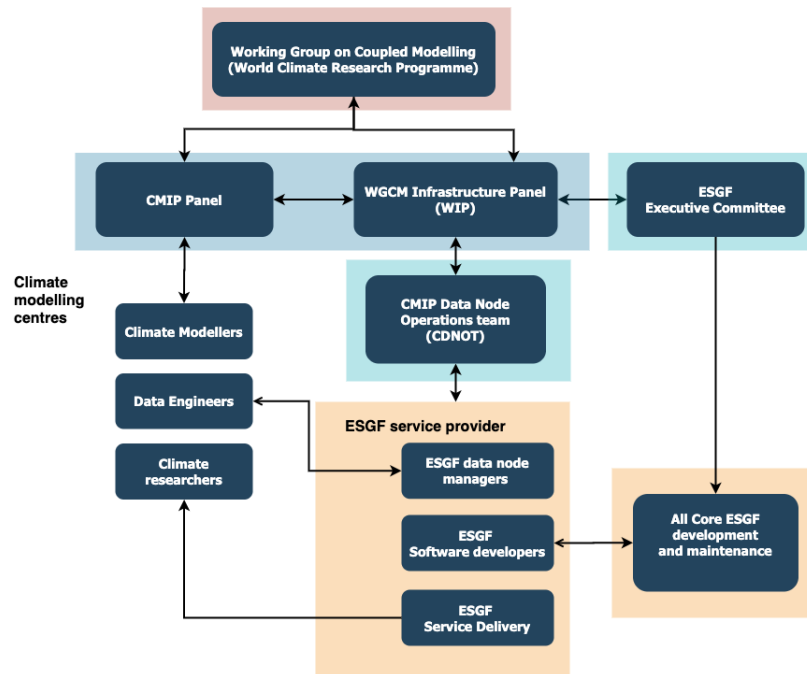 Working Group on Coupled Modelling
(World Climate Research Programme)
CMIP Panel
WGCM Infrastructure Panel
(WIP)
ESGF
Executive Committee
Climate
modelling
centres
Climate Modellers
CMIP Data Node
Operations team
(CDNOT)
Data Engineers
Climate
researchers
ESGF service provider
ESGF data node
managers
ESGF
Software developers
ESGF
Service Delivery
All Core ESGF
development
and maintenance